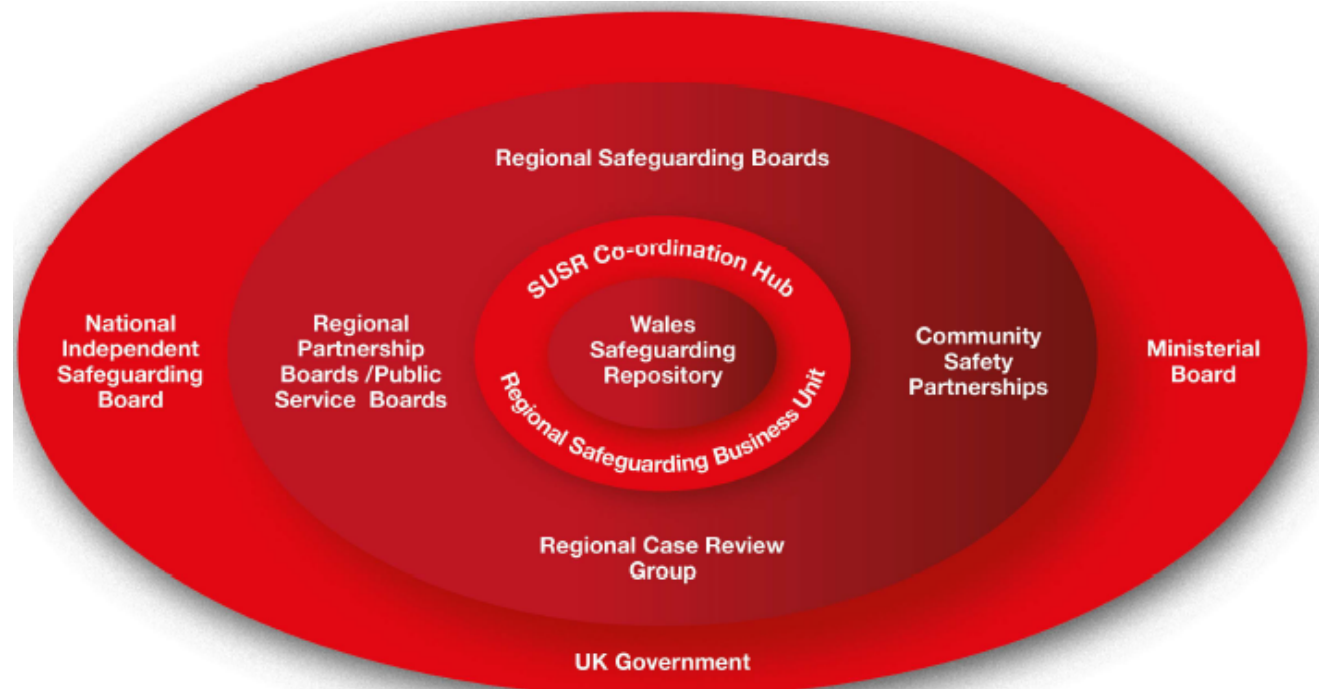 Regional Safeguarding Boards
SUSR Co-ordination Hub
National
Independent
Safeguarding
Board
Regional
Partnership
Boards /Public
Service Boards
Wales
Safeguarding
Repository
Community
Safety
Partnerships
Ministerial
Board
Regional Safeguarding Business Unit
Regional Case Review
Group
UK Government